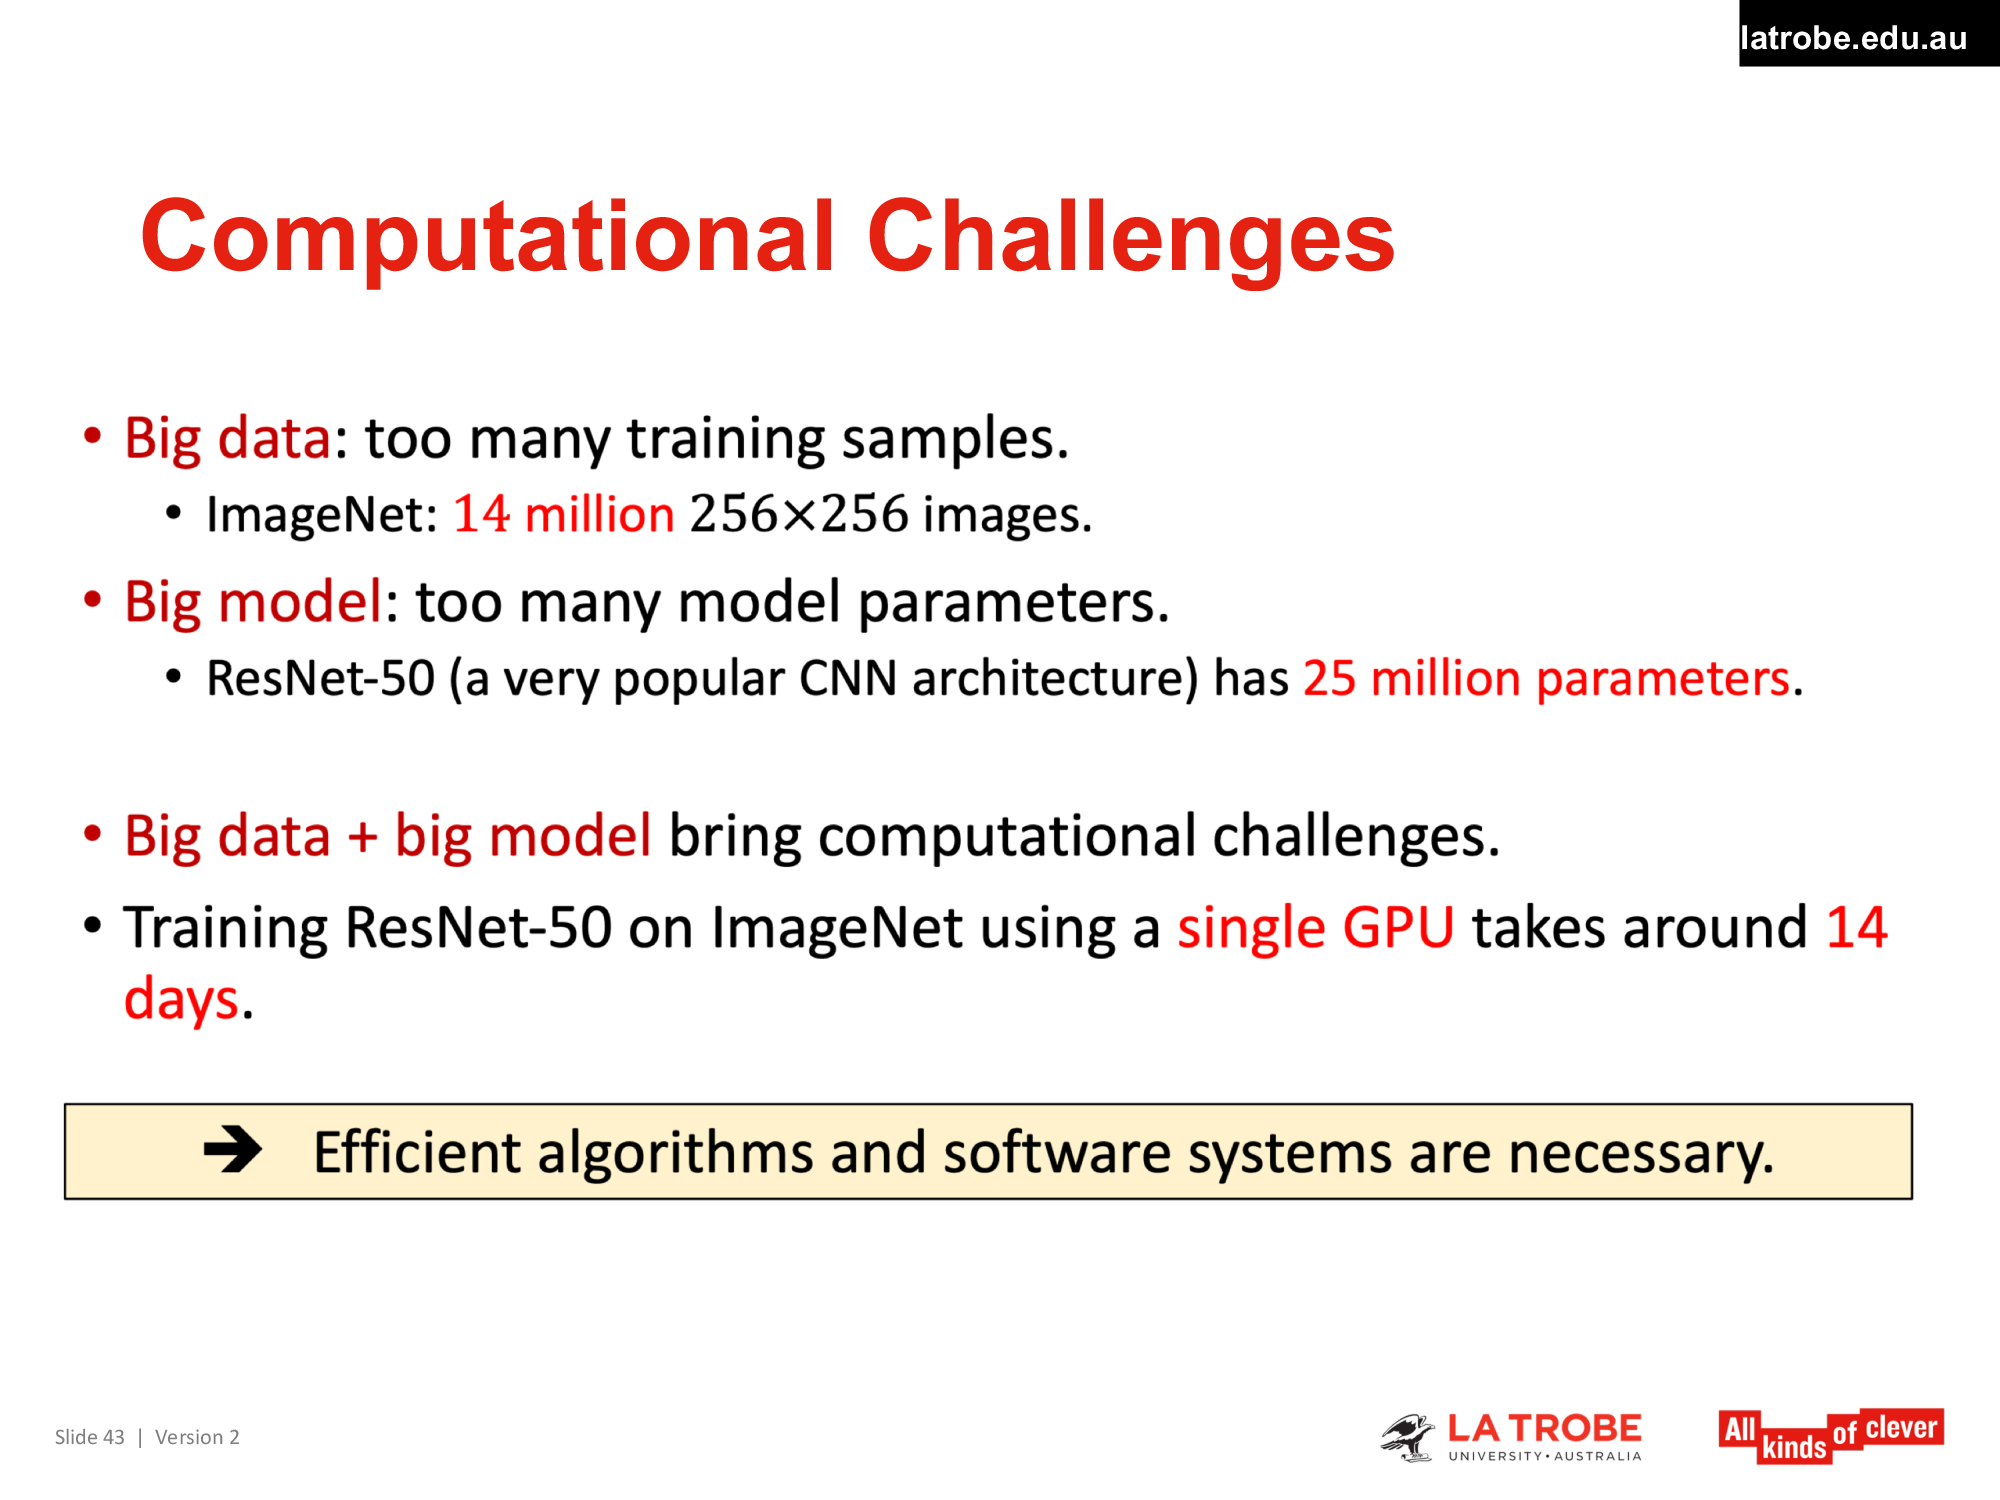 latrobe.edu.au
Computational Challenges
• Big data: too many training samples.
• ImageNet: 14 million 256×256 images.
• Big model: too many model parameters.
• ResNet-50 (a very popular CNN architecture) has 25 million parameters.
• Big data + big model bring computational challenges.
• Training ResNet-50 on ImageNet using a single GPU takes around 14
days.
➔ Efficient algorithms and software systems are necessary.
Slide 43 | Version 2
LA TROBE
UNIVERSITY • AUSTRALIA
All kinds of clever